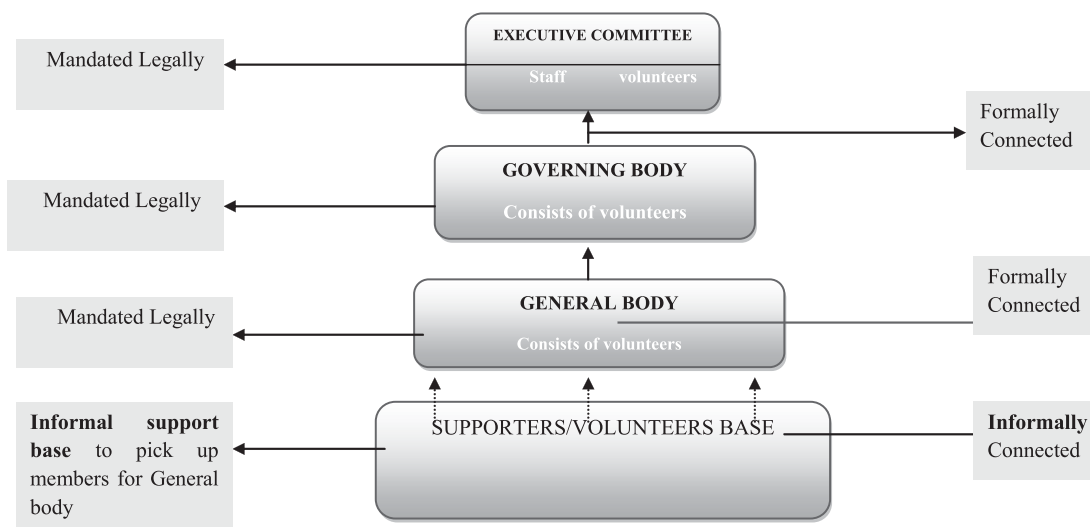 EXECUTIVE COMMITTEE
Mandated Legally
Staff volunteers
Formally
Connected
GOVERNING BODY
Mandated Legally
Consists of volunteers
Formally
Connected
GENERAL BODY
Mandated Legally
Consists of volunteers
Informal support
base to pick up
members for General
body
SUPPORTERS/VOLUNTEERS BASE
Informally
Connected